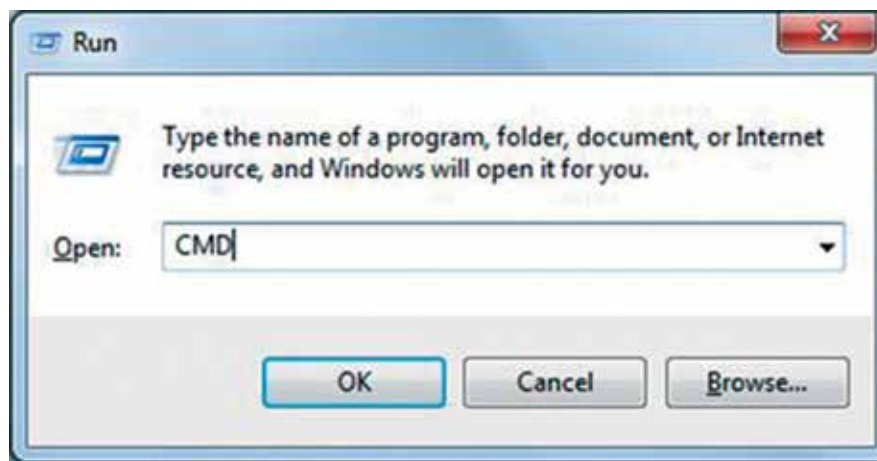 Run
Type the name of a program, folder, document, or Internet
resource, and Windows will open it for you.
Open: CMD
OK Cancel Browse...